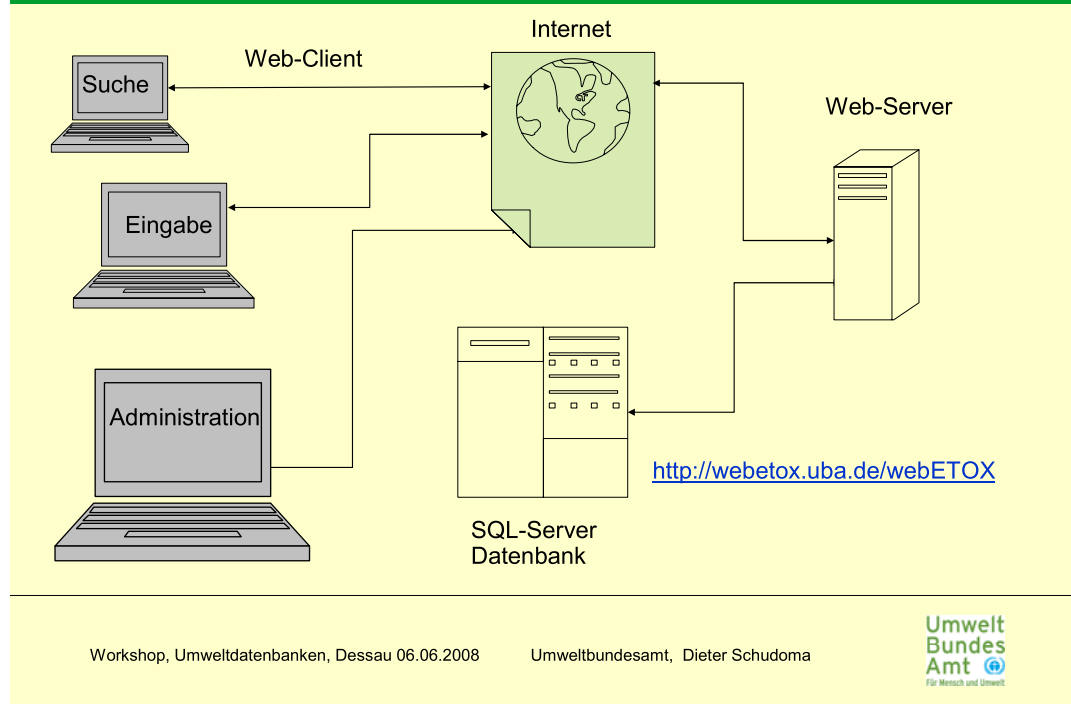 Internet
Web-Client
Suche
Web-Server
Eingabe
Administration
http://webetox.uba.de/webETOX
SQL-Server
Datenbank
Workshop, Umweltdatenbanken, Dessau 06.06.2008
Umweltbundesamt, Dieter Schudoma
Umwelt
Bundes
Amt
Für Mensch und Umwelt